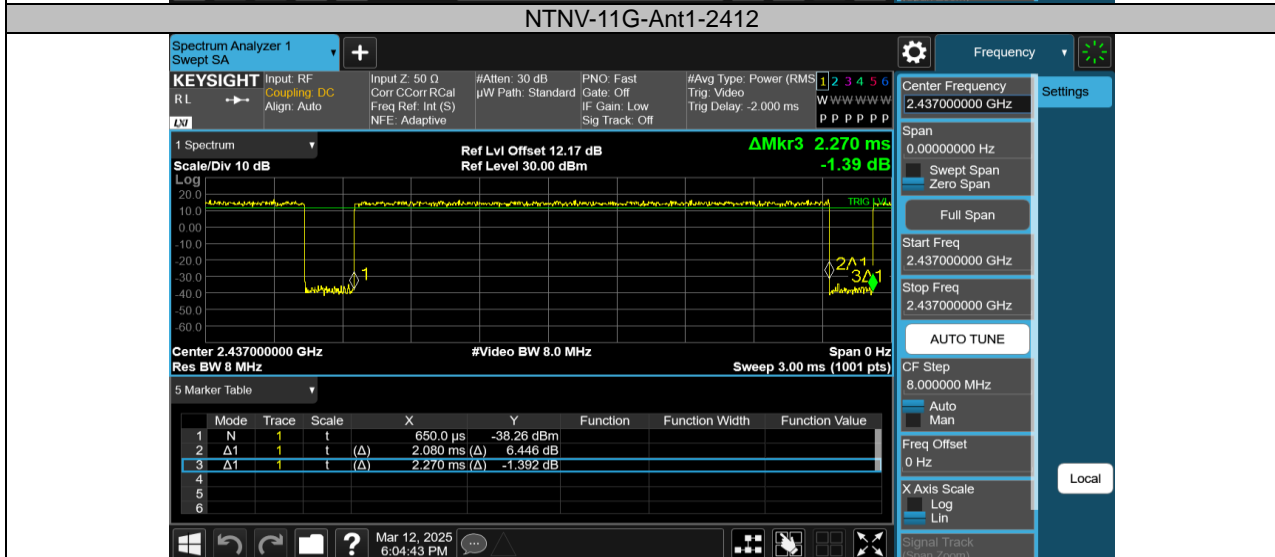 NTNV-11G-Ant1-2412
Spectrum Analyzer 1
Swept SA
Frequency
KEYSIGHT
R L
LXI
Input: RF
Coupling: DC
Align: Auto
Input Z: 50 Ω
Corr CCorr RCal
Freq Ref: Int (S)
NFE: Adaptive
#Atten: 30 dB
µW Path: Standard
PNO: Fast
Gate: Off
IF Gain: Low
Sig Track: Off
#Avg Type: Power (RMS
Trig: Video
Trig Delay: -2.000 ms
1 2 3 4 5 6
W W W W W W
P P P P P P
1 Spectrum
Scale/Div 10 dB
Log
Ref Lvl Offset 12.17 dB
Ref Level 30.00 dBm
ΔMkr3 2.270 ms
-1.39 dB
20.0
10.0
0.00
-10.0
-20.0
-30.0
-40.0
-50.0
-60.0
TRIG LVL
1
2Δ1
3Δ1
Center 2.437000000 GHz
#Video BW 8.0 MHz
Span 0 Hz
Res BW 8 MHz
Sweep 3.00 ms (1001 pts)
5 Marker Table
Mode Trace Scale X Y Function Function Width Function Value
1 N 1 t 650.0 µs -38.26 dBm
2 Δ1 1 t (Δ) 2.080 ms (Δ) 6.446 dB
3 Δ1 1 t (Δ) 2.270 ms (Δ) -1.392 dB
4
5
6
Mar 12, 2025
6:04:43 PM
Center Frequency
2.437000000 GHz
Span
0.00000000 Hz
Swept Span
Zero Span
Full Span
Start Freq
2.437000000 GHz
Stop Freq
2.437000000 GHz
AUTO TUNE
CF Step
8.000000 MHz
Auto
Man
Freq Offset
0 Hz
X Axis Scale
Log
Lin
Signal Track
(Span Zoom)
Settings
Local